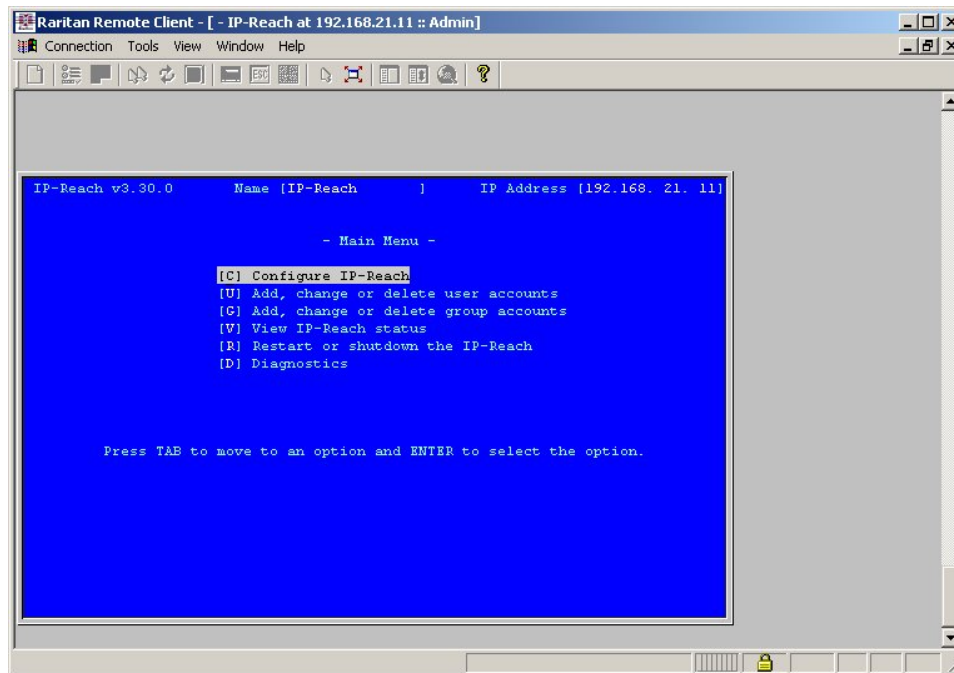 Raritan Remote Client - [ - IP-Reach at 192.168.21.11 :: Admin]
Connection Tools View Window Help
ESC
IP-Reach v3.30.0 Name [IP-Reach ] IP Address [192.168. 21. 11]
- Main Menu -
[C] Configure IP-Reach
[U] Add, change or delete user accounts
[G] Add, change or delete group accounts
[V] View IP-Reach status
[R] Restart or shutdown the IP-Reach
[D] Diagnostics
Press TAB to move to an option and ENTER to select the option.